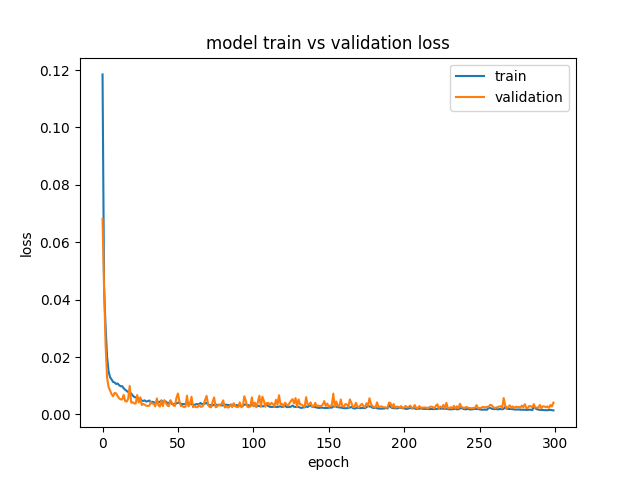 model train vs validation loss
train
validation
0.12
0.10
0.08
0.06
0.04
0.02
0.00
loss
0 50 100 150 200 250 300
epoch